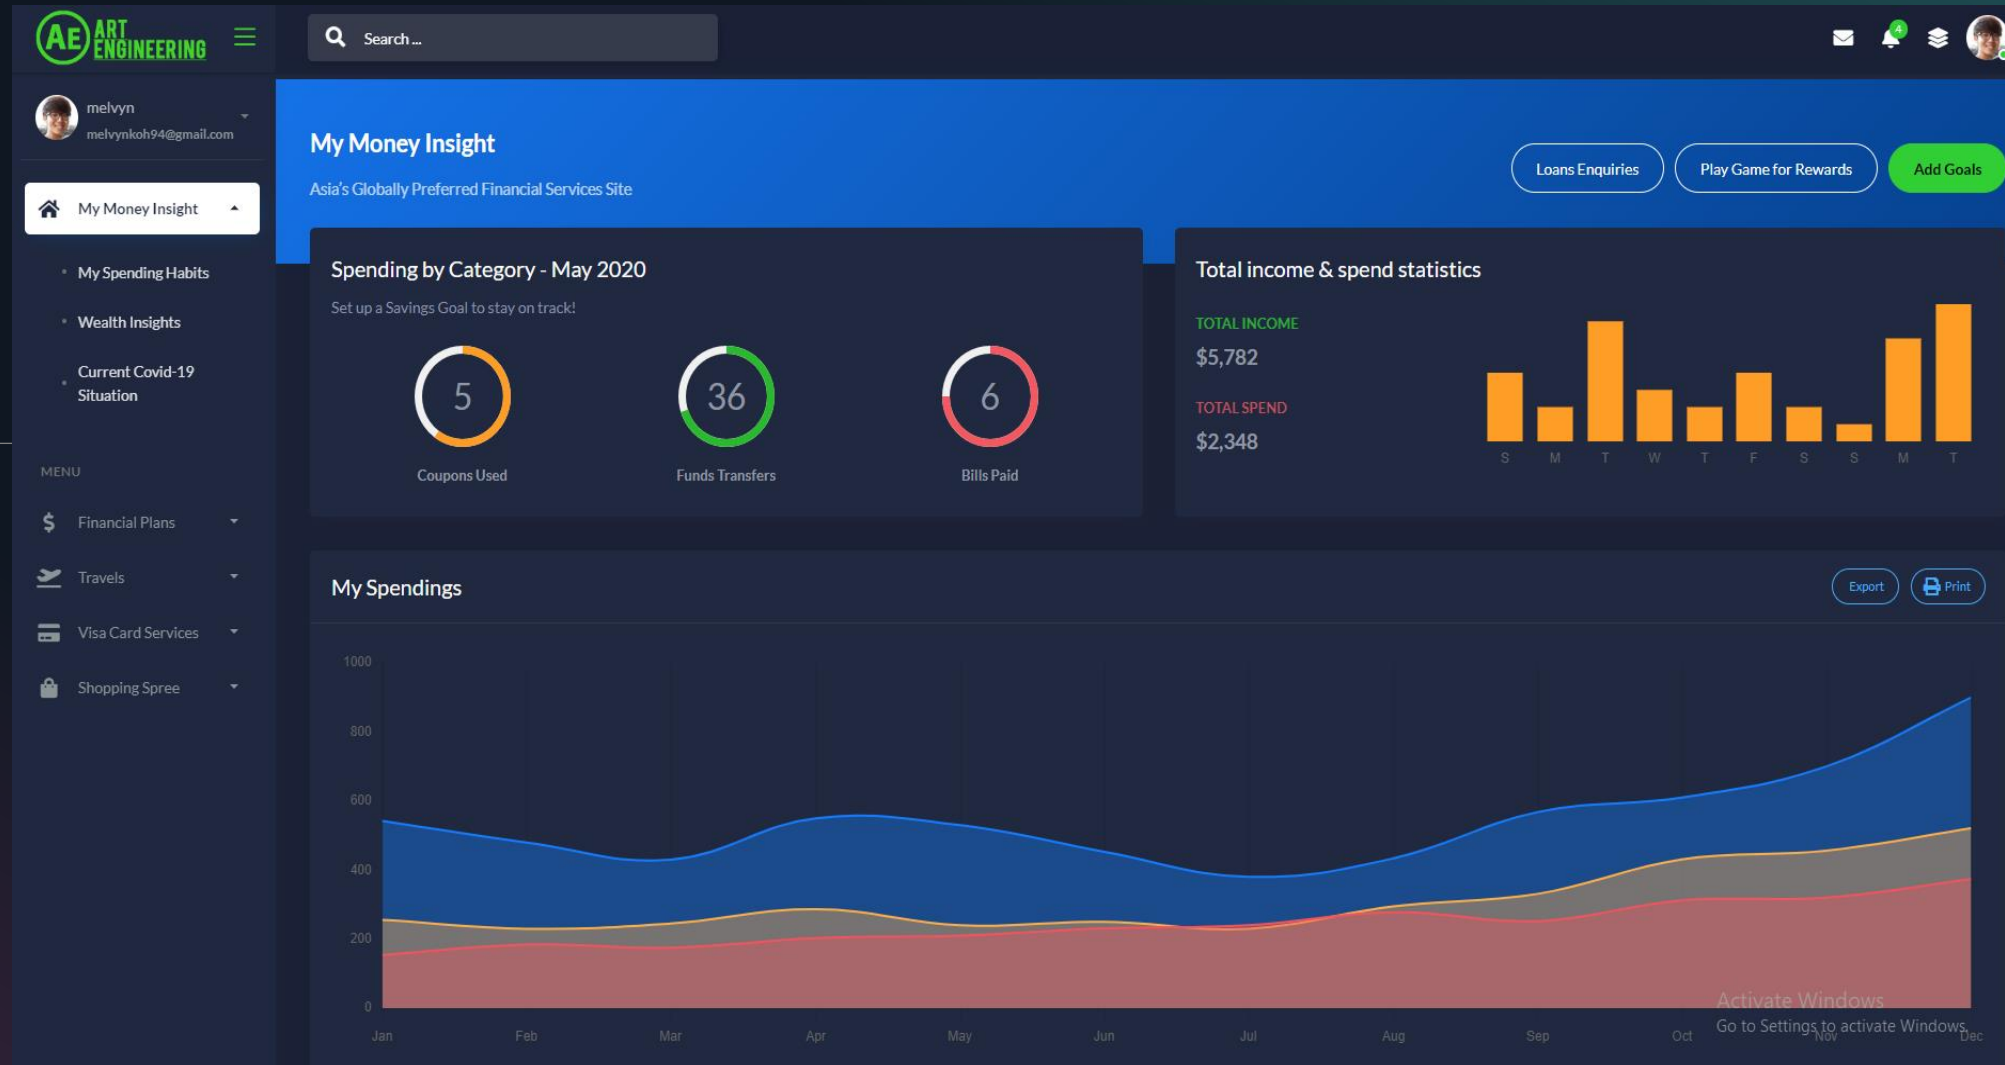 AE ART
ENGINEERING
Search ...
4
melvyn
melvynkoh94@gmail.com
My Money Insight
My Spending Habits
Wealth Insights
Current Covid-19
Situation
MENU
Financial Plans
Travels
Visa Card Services
Shopping Spree
My Money Insight
Asia's Globally Preferred Financial Services Site
Loans Enquiries
Play Game for Rewards
Add Goals
Spending by Category - May 2020
Set up a Savings Goal to stay on track!
5
36
6
Coupons Used
Funds Transfers
Bills Paid
Total income & spend statistics
TOTAL INCOME
$5,782
TOTAL SPEND
$2,348
S M T W T F S S M T
My Spendings
Export
Print
1000
800
600
400
200
0
Jan Feb Mar Apr May Jun Jul Aug Sep Oct Nov Dec
Activate Windows
Go to Settings to activate Windows.